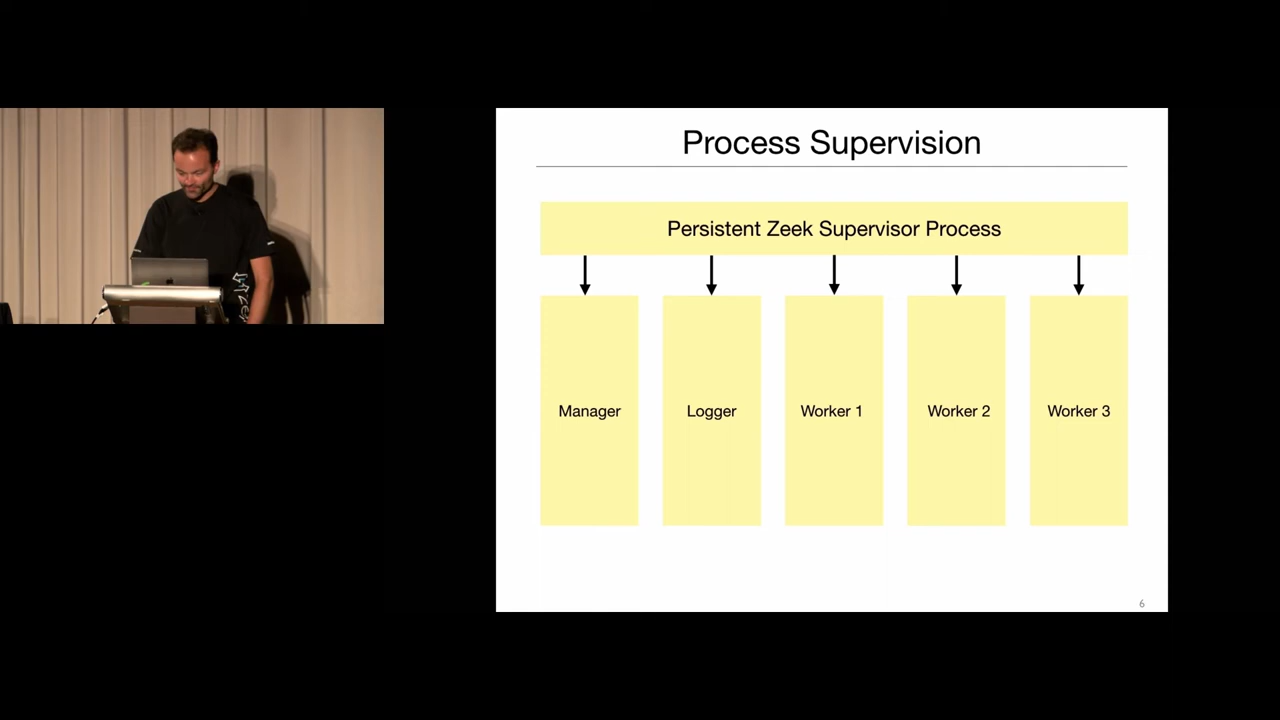 Process Supervision
Persistent Zeek Supervisor Process
Manager
Logger
Worker 1
Worker 2
Worker 3
6